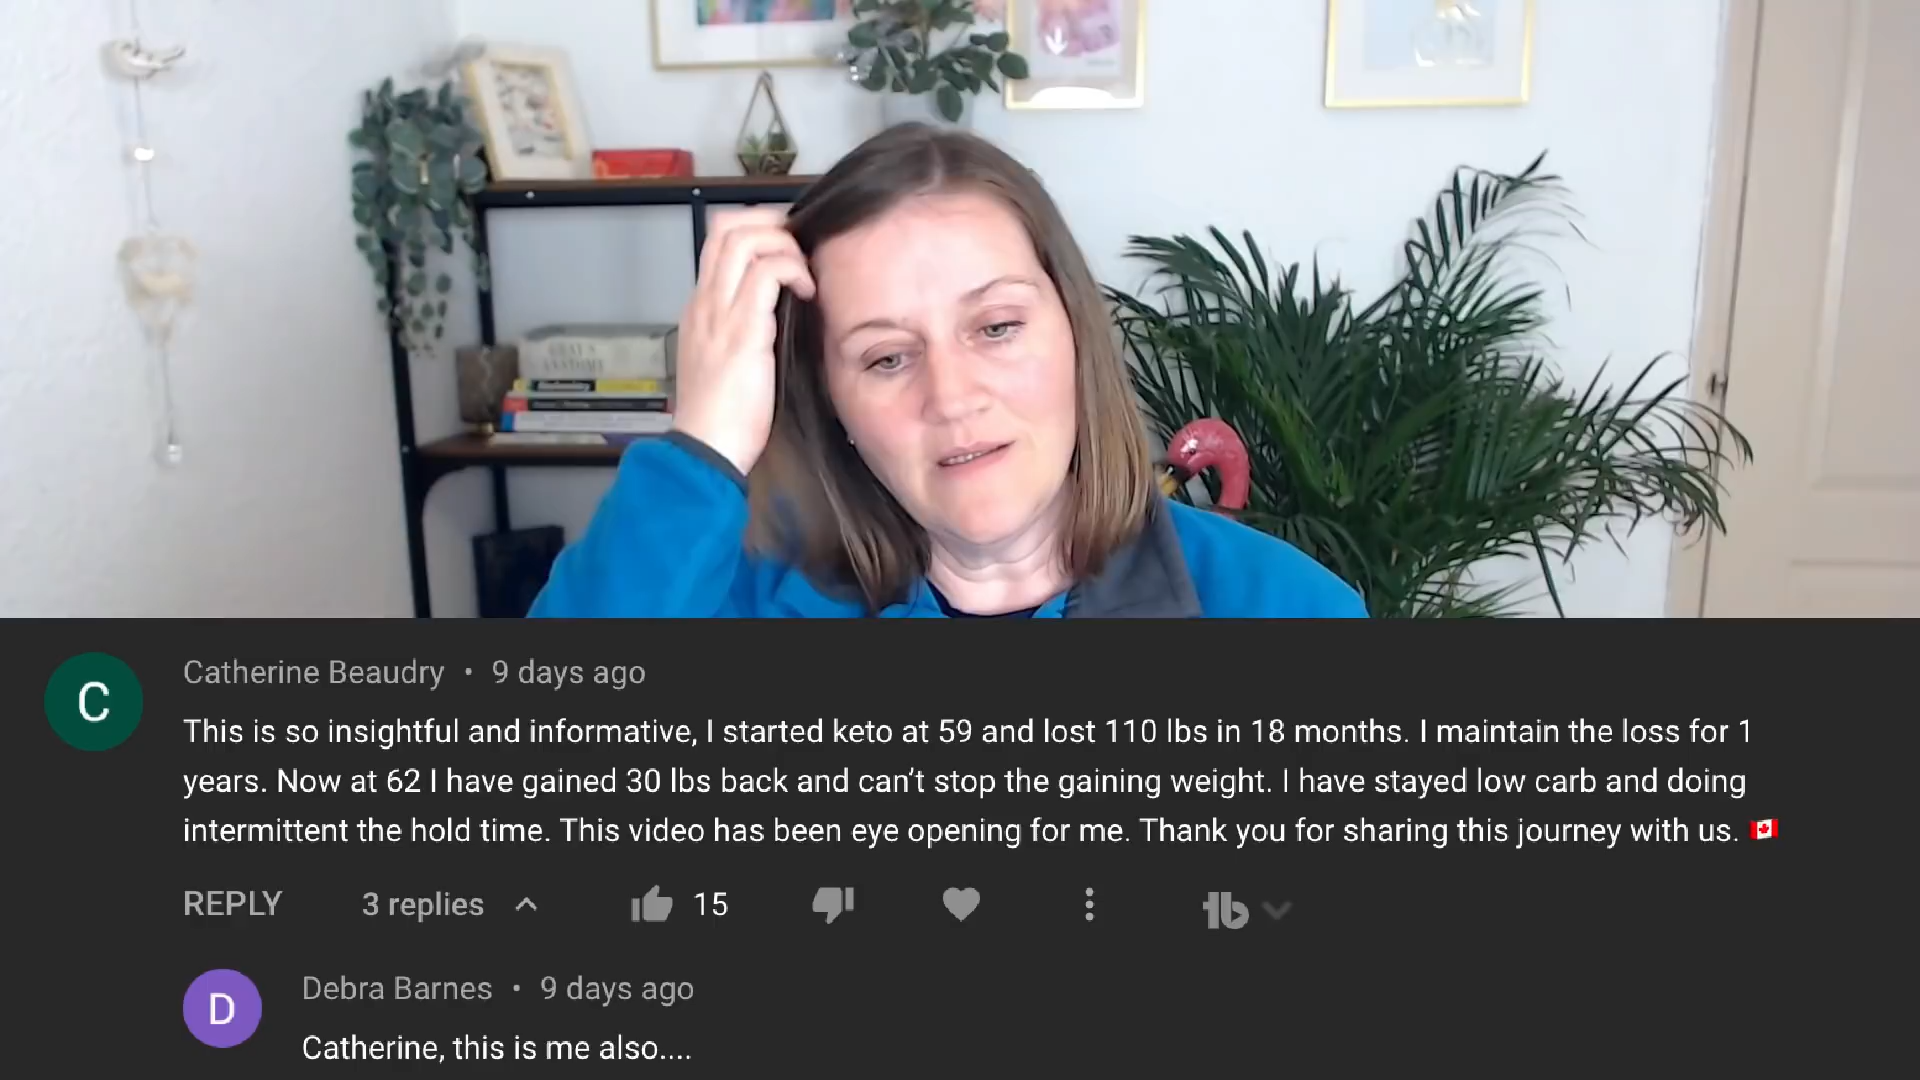 GRAY'S
ANATOMY
C
Catherine Beaudry • 9 days ago
This is so insightful and informative, I started keto at 59 and lost 110 lbs in 18 months. I maintain the loss for 1
years. Now at 62 I have gained 30 lbs back and can’t stop the gaining weight. I have stayed low carb and doing
intermittent the hold time. This video has been eye opening for me. Thank you for sharing this journey with us. 🇨🇦
REPLY 3 replies 15 tb
D
Debra Barnes • 9 days ago
Catherine, this is me also....